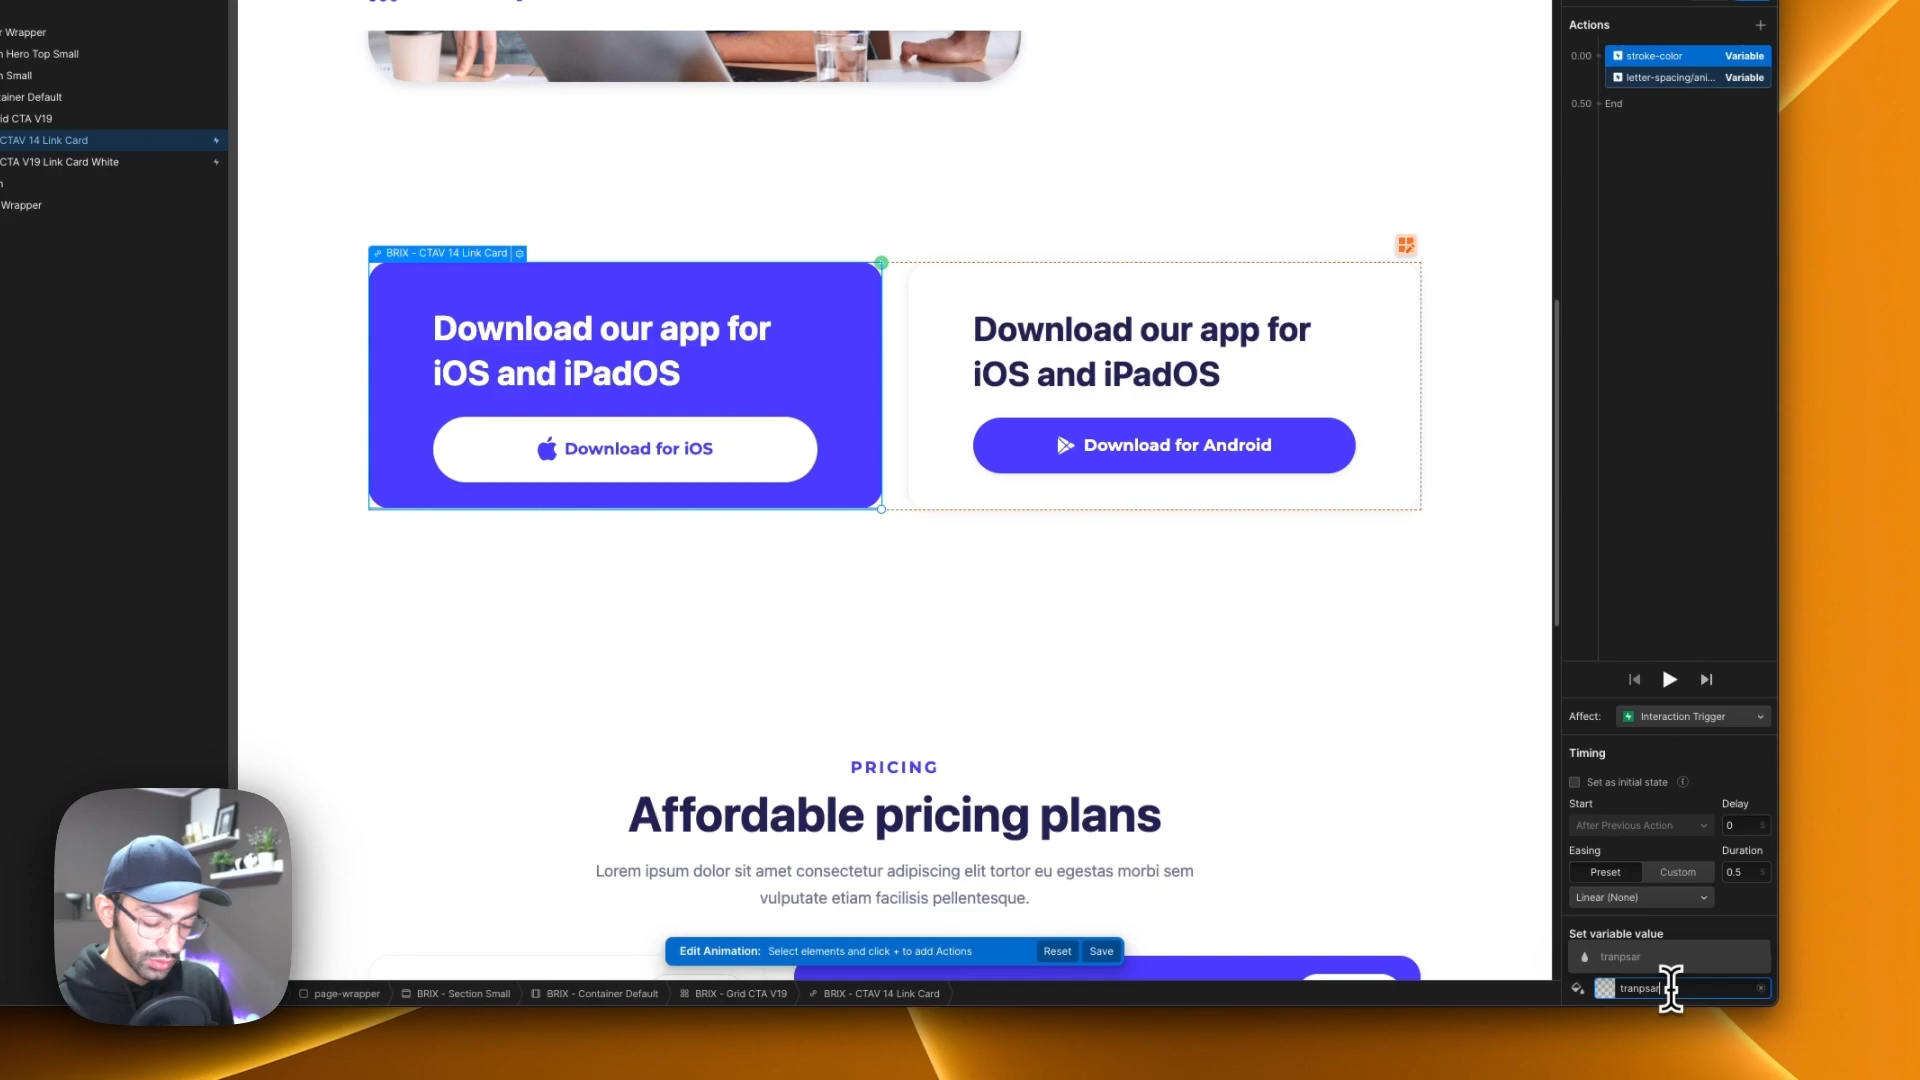 r Wrapper
n Hero Top Small
n Small
tainer Default
id CTA V19
CTAV 14 Link Card
CTA V19 Link Card White
n
Wrapper
BRIX - CTAV 14 Link Card
Download our app for
iOS and iPadOS
Download for iOS
Download our app for
iOS and iPadOS
Download for Android
PRICING
Affordable pricing plans
Lorem ipsum dolor sit amet consectetur adipiscing elit tortor eu egestas morbi sem
vulputate etiam facilisis pellentesque.
Edit Animation: Select elements and click + to add Actions
Reset
Save
page-wrapper
BRIX - Section Small
BRIX - Container Default
BRIX - Grid CTA V19
BRIX - CTAV 14 Link Card
Actions
0.00
stroke-color
Variable
letter-spacing/ani...
Variable
0.50
End
Affect:
Interaction Trigger
Timing
Set as initial state
Start
Delay
After Previous Action
0
S
Easing
Duration
Preset
Custom
0.5
S
Linear (None)
Set variable value
tranpsar
tranpsar